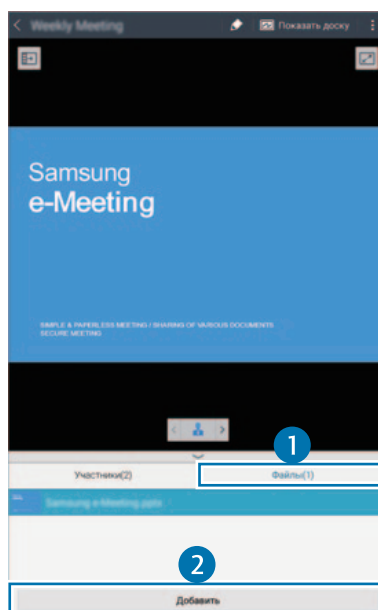 Weekly Meeting
Показать доску
Samsung
e-Meeting
SIMPLE & PAPERLESS MEETING / SHARING OF VARIOUS DOCUMENTS
SECURE MEETING
1
Участники(2)
Файлы(1)
Samsung e-Meeting.pptx
2
Добавить